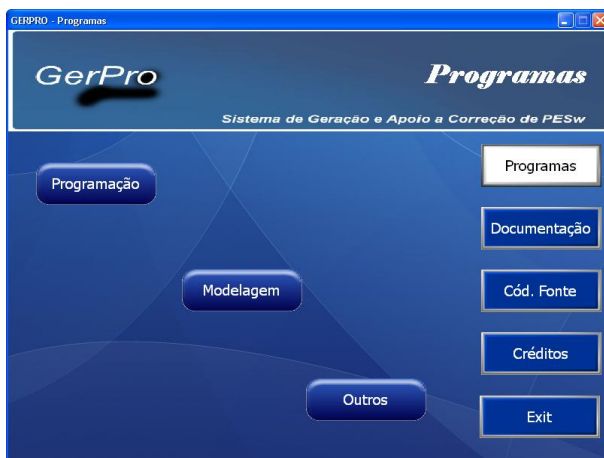 GERPRO - Programas
GerPro
Programas
Sistema de Geração e Apoio a Correção de PESw
Programas
Programação
Documentação
Modelagem
Cód. Fonte
Créditos
Outros
Exit